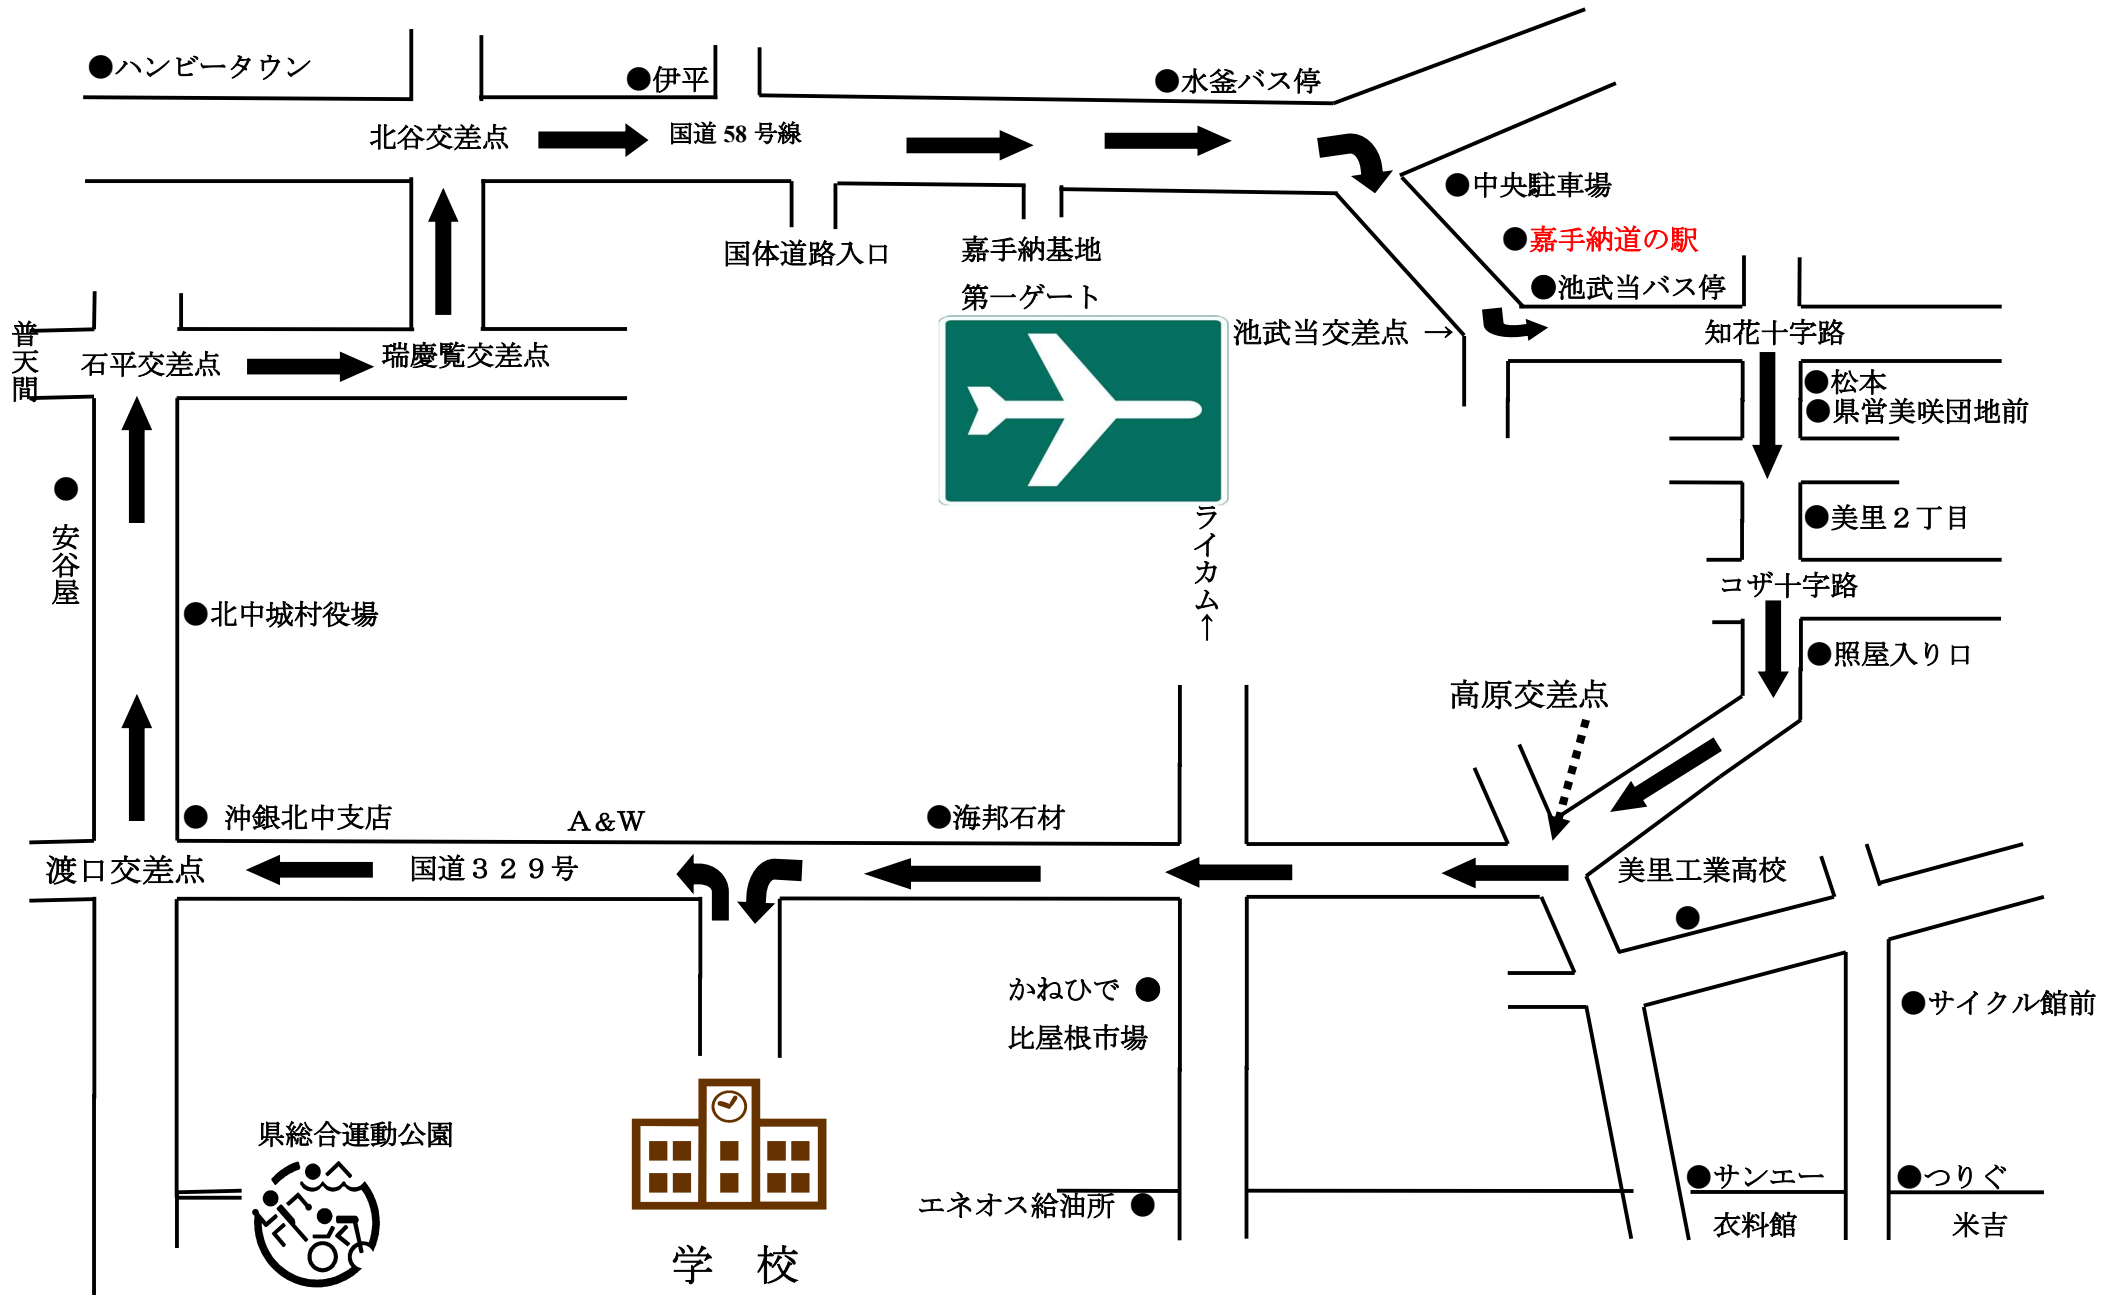 ●ハンビータウン
●伊平
●水釜バス停
北谷交差点
国道 58 号線
●中央駐車場
●嘉手納道の駅
国体道路入口
嘉手納基地
第一ゲート
●池武当バス停
池武当交差点 →
知花十字路
普天間
石平交差点
瑞慶覧交差点
●松本
●県営美咲団地前
●安谷屋
ライカム→
●美里２丁目
コザ十字路
●北中城村役場
●照屋入り口
高原交差点
●沖銀北中支店
A&W
●海邦石材
渡口交差点
国道３２９号
美里工業高校
●
かねひで ●
比屋根市場
●サイクル館前
県総合運動公園
エネオス給油所 ●
●サンエー
衣料館
●つりぐ
米吉
学 校